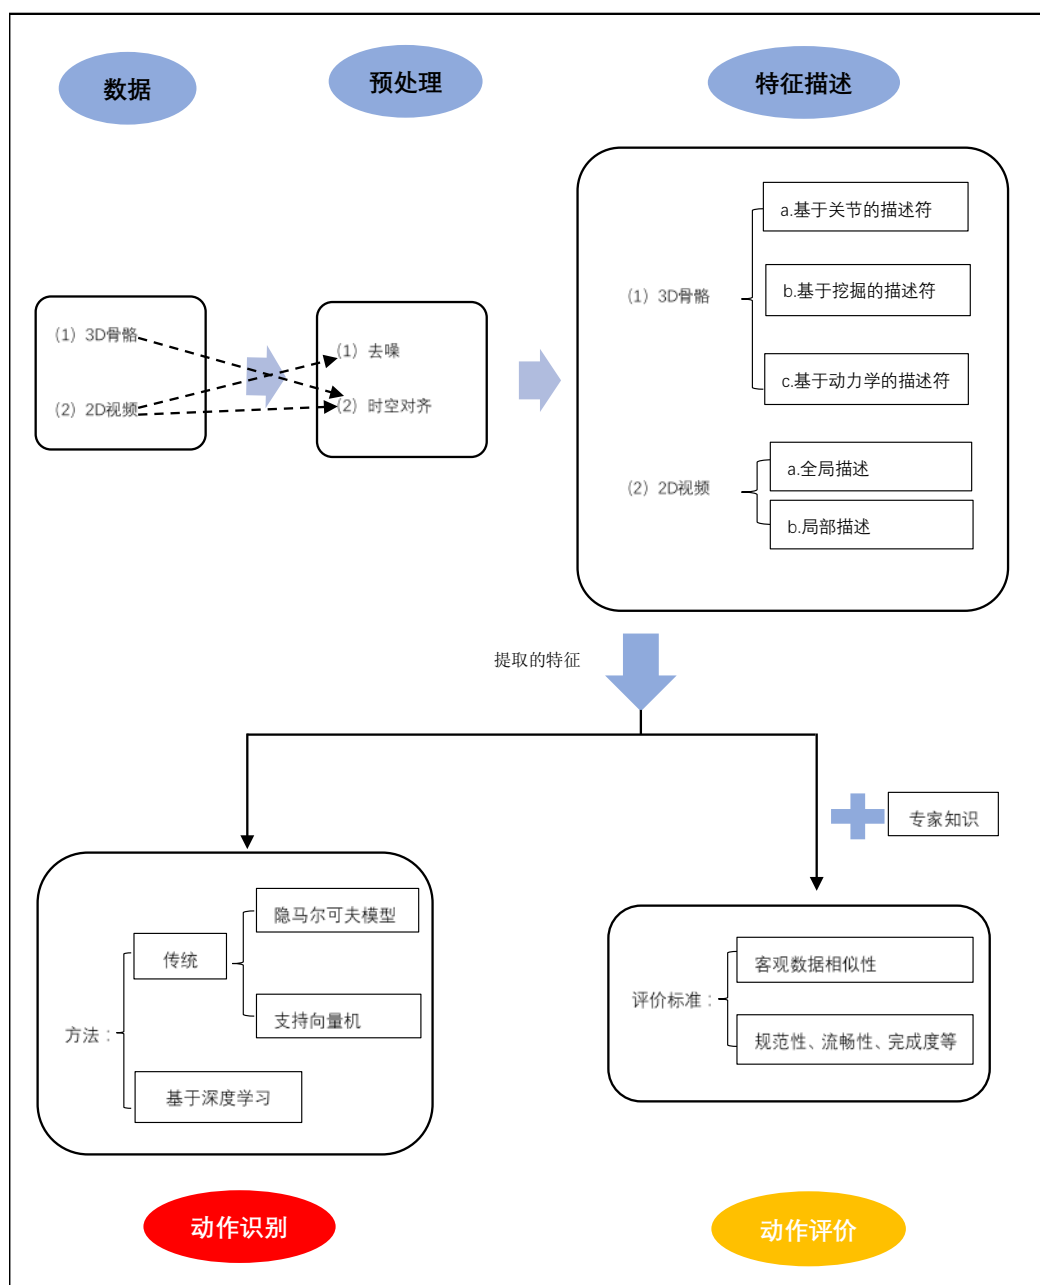 数据
预处理
特征描述
(1) 3D骨骼
(2) 2D视频
(1) 去噪
(2) 时空对齐
(1) 3D骨骼
a.基于关节的描述符
b.基于挖掘的描述符
c.基于动力学的描述符
(2) 2D视频
a.全局描述
b.局部描述
提取的特征
专家知识
方法：
传统
隐马尔可夫模型
支持向量机
基于深度学习
评价标准：
客观数据相似性
规范性、流畅性、完成度等
动作识别
动作评价